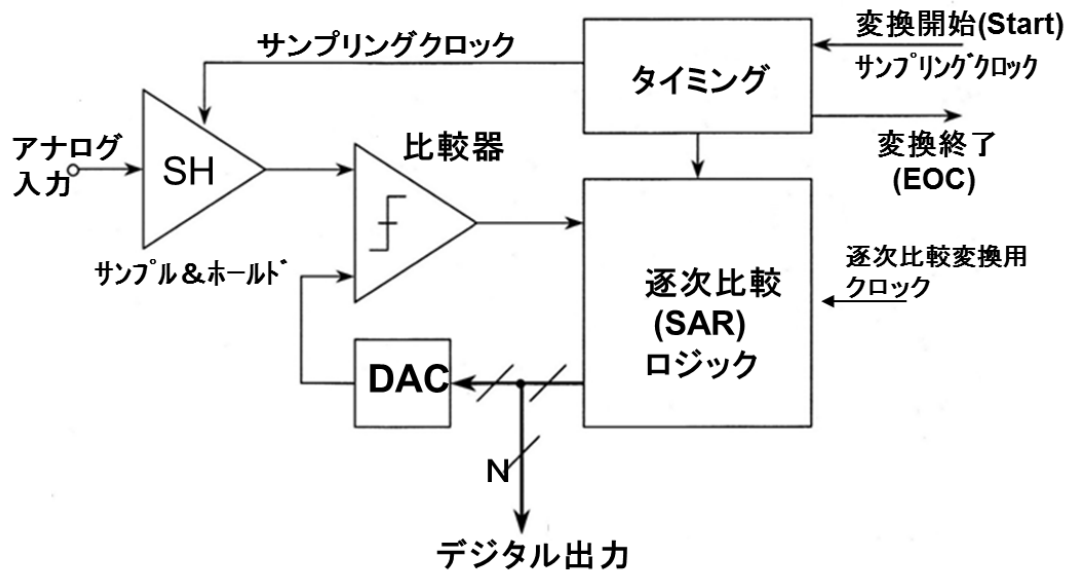 サンプリングクロック
変換開始(Start)
サンプリングクロック
タイミング
変換終了
(EOC)
アナログ
入力
SH
比較器
サンプル&ホールド
逐次比較
(SAR)
ロジック
逐次比較変換用
クロック
DAC
N
デジタル出力